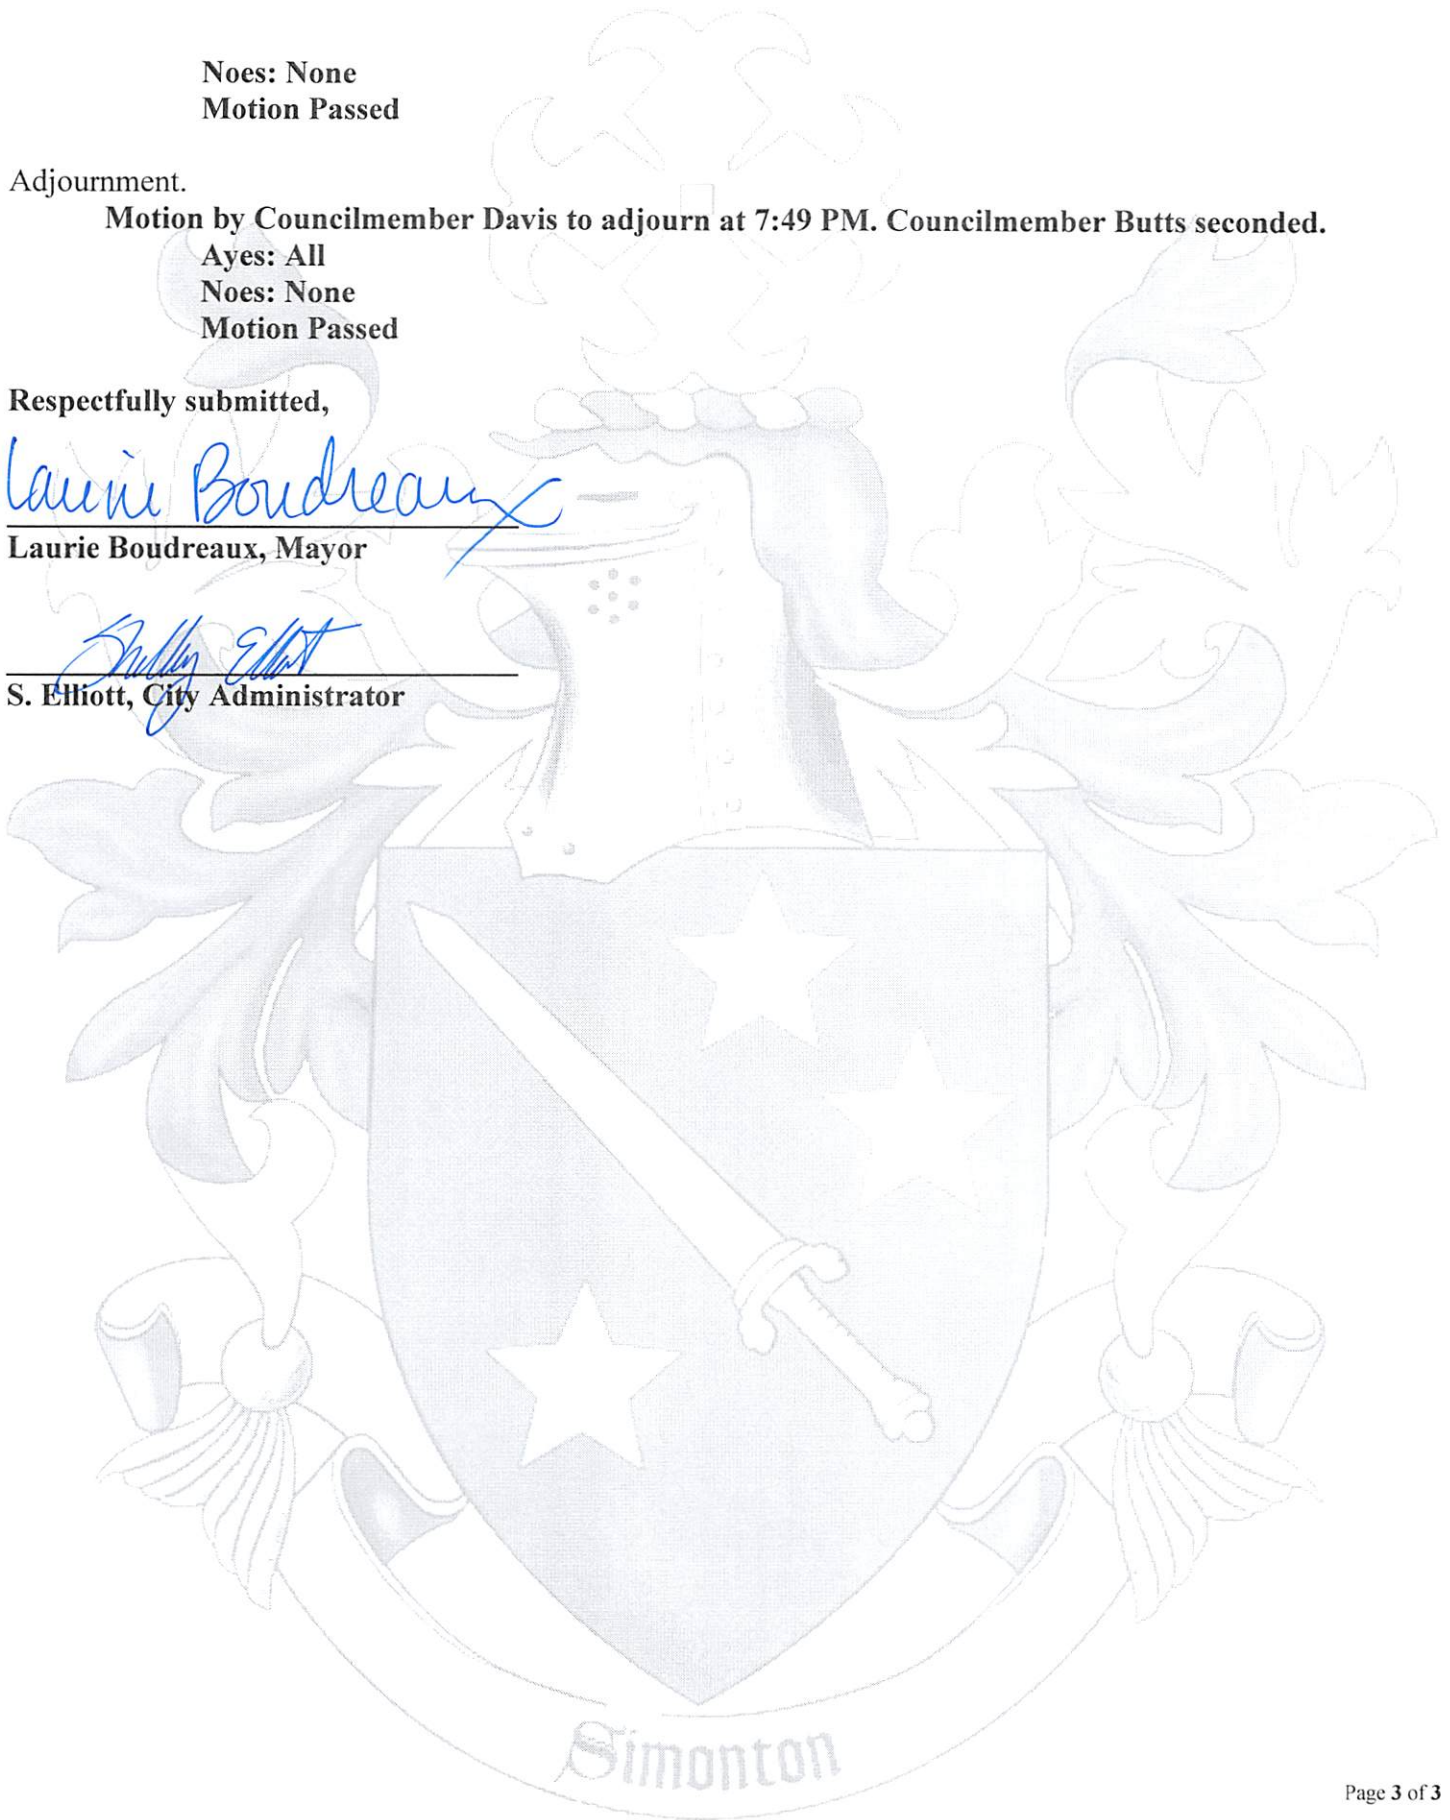 Noes: None
Motion Passed
Adjournment.
Motion by Councilmember Davis to adjourn at 7:49 PM. Councilmember Butts seconded.
Ayes: All
Noes: None
Motion Passed
Respectfully submitted,
Laurie Boudreaux
Laurie Boudreaux, Mayor
Shelby Elliott
S. Elliott, City Administrator
Simonton
Page 3 of 3